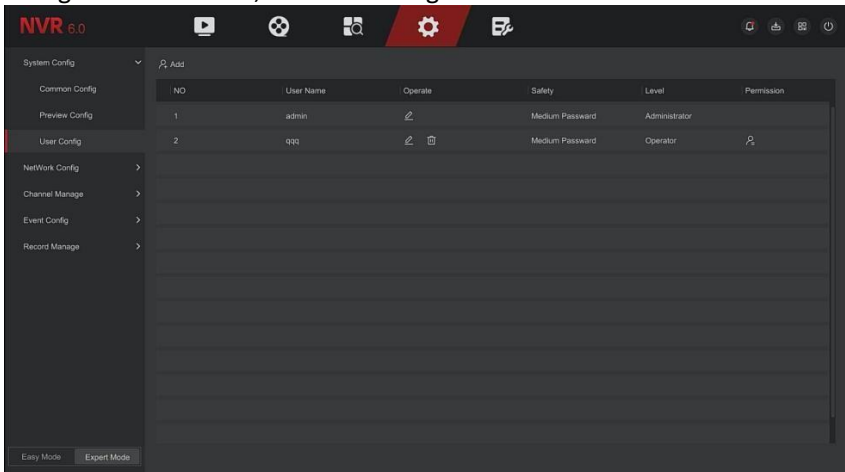 NVR 6.0
System Config
Add
Common Config
NO User Name Operate Safety Level Permission
Preview Config
1 admin Medium Passward Administrator
User Config
2 qqq Medium Passward Operator
NetWork Config
Channel Manage
Event Config
Record Manage
Easy Mode Expert Mode